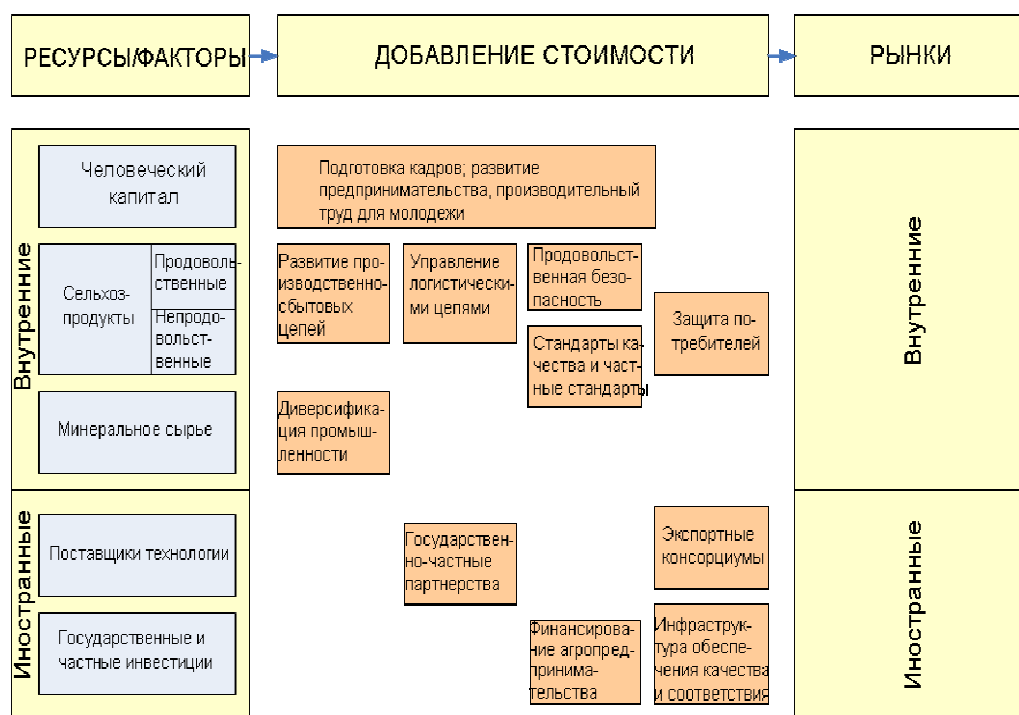 РЕСУРСЫ/ФАКТОРЫ
ДОБАВЛЕНИЕ СТОИМОСТИ
РЫНКИ
Внутренние
Человеческий
капитал
Сельхоз-
продукты
Продоволь-
ственные
Непродо-
вольст-
венные
Минеральное сырье
Подготовка кадров; развитие
предпринимательства, производительный
труд для молодежи
Развитие про-
изводственно-
сбытовых
цепей
Управление
логистически-
ми цепями
Продовольст-
венная безо-
пасность
Стандарты ка-
чества и част-
ные стандарты
Защита по-
требителей
Диверсифика-
ция промыш-
ленности
Внутренние
Иностранные
Поставщики технологии
Государственные и
частные инвестиции
Государствен-
но-частные
партнерства
Экспортные
консорциумы
Финансирова-
ние агропред-
принима-
тельства
Инфраструк-
тура обеспе-
чения качества
и соответствия
Иностранные